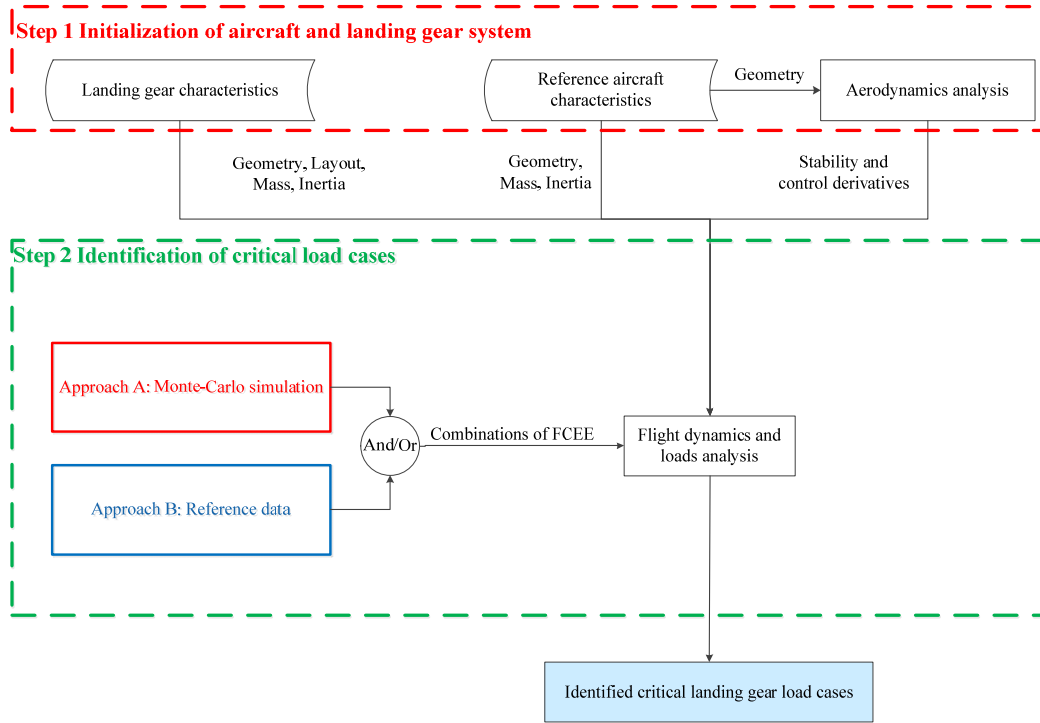 Step 1 Initialization of aircraft and landing gear system
Landing gear characteristics
Reference aircraft
characteristics
Geometry
Aerodynamics analysis
Geometry, Layout,
Mass, Inertia
Geometry,
Mass, Inertia
Stability and
control derivatives
Step 2 Identification of critical load cases
Approach A: Monte-Carlo simulation
And/Or
Combinations of FCEE
Flight dynamics and
loads analysis
Approach B: Reference data
Identified critical landing gear load cases